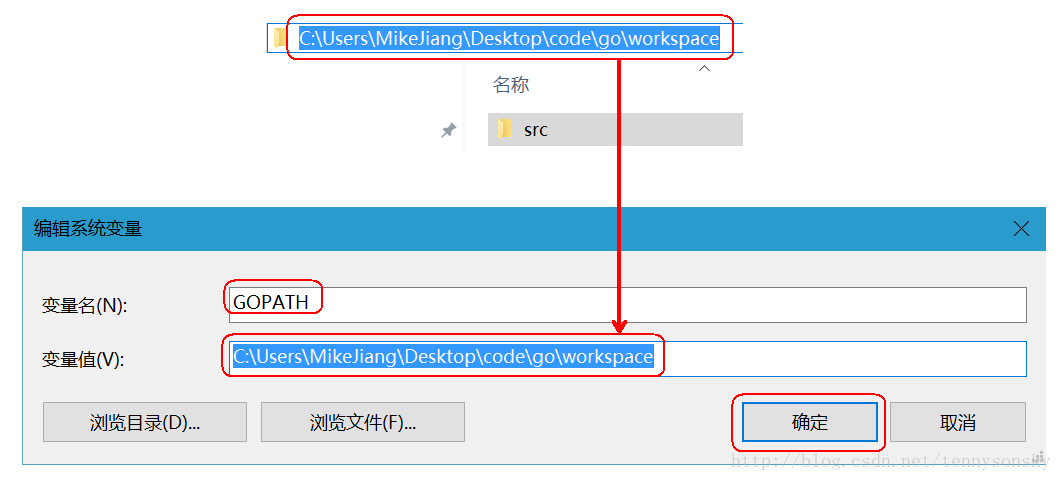 C:\Users\MikeJiang\Desktop\code\go\workspace
名称
src
编辑系统变量
变量名(N):
GOPATH
变量值(V):
C:\Users\MikeJiang\Desktop\code\go\workspace
浏览目录(D)...
浏览文件(F)...
确定
取消
http://blog.csdn.net/tennysonsky